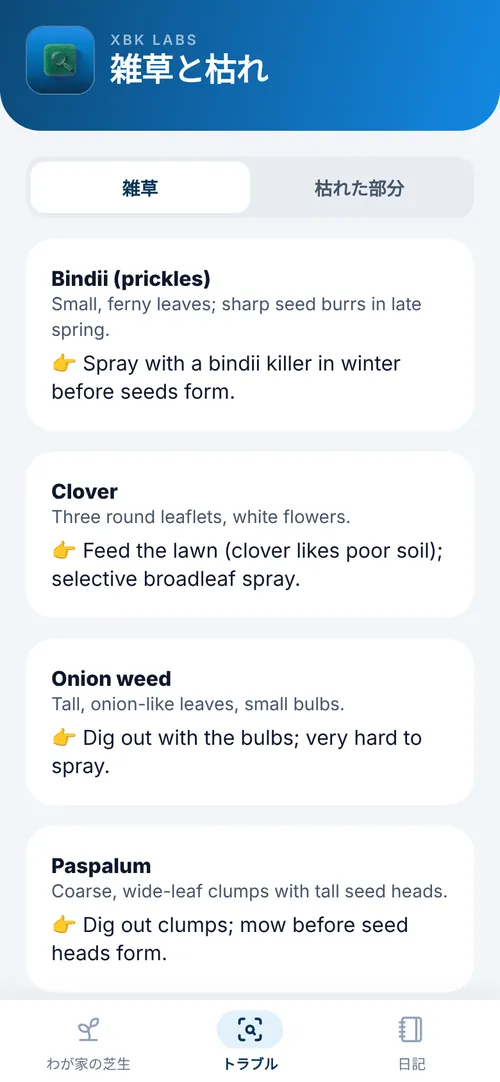 XBK LABS
雑草と枯れ
雑草
枯れた部分
Bindii (prickles)
Small, ferny leaves; sharp seed burrs in late
spring.
👉 Spray with a bindii killer in winter
before seeds form.
Clover
Three round leaflets, white flowers.
👉 Feed the lawn (clover likes poor soil);
selective broadleaf spray.
Onion weed
Tall, onion-like leaves, small bulbs.
👉 Dig out with the bulbs; very hard to
spray.
Paspalum
Coarse, wide-leaf clumps with tall seed heads.
👉 Dig out clumps; mow before seed
heads form.
わが家の芝生
トラブル
日記